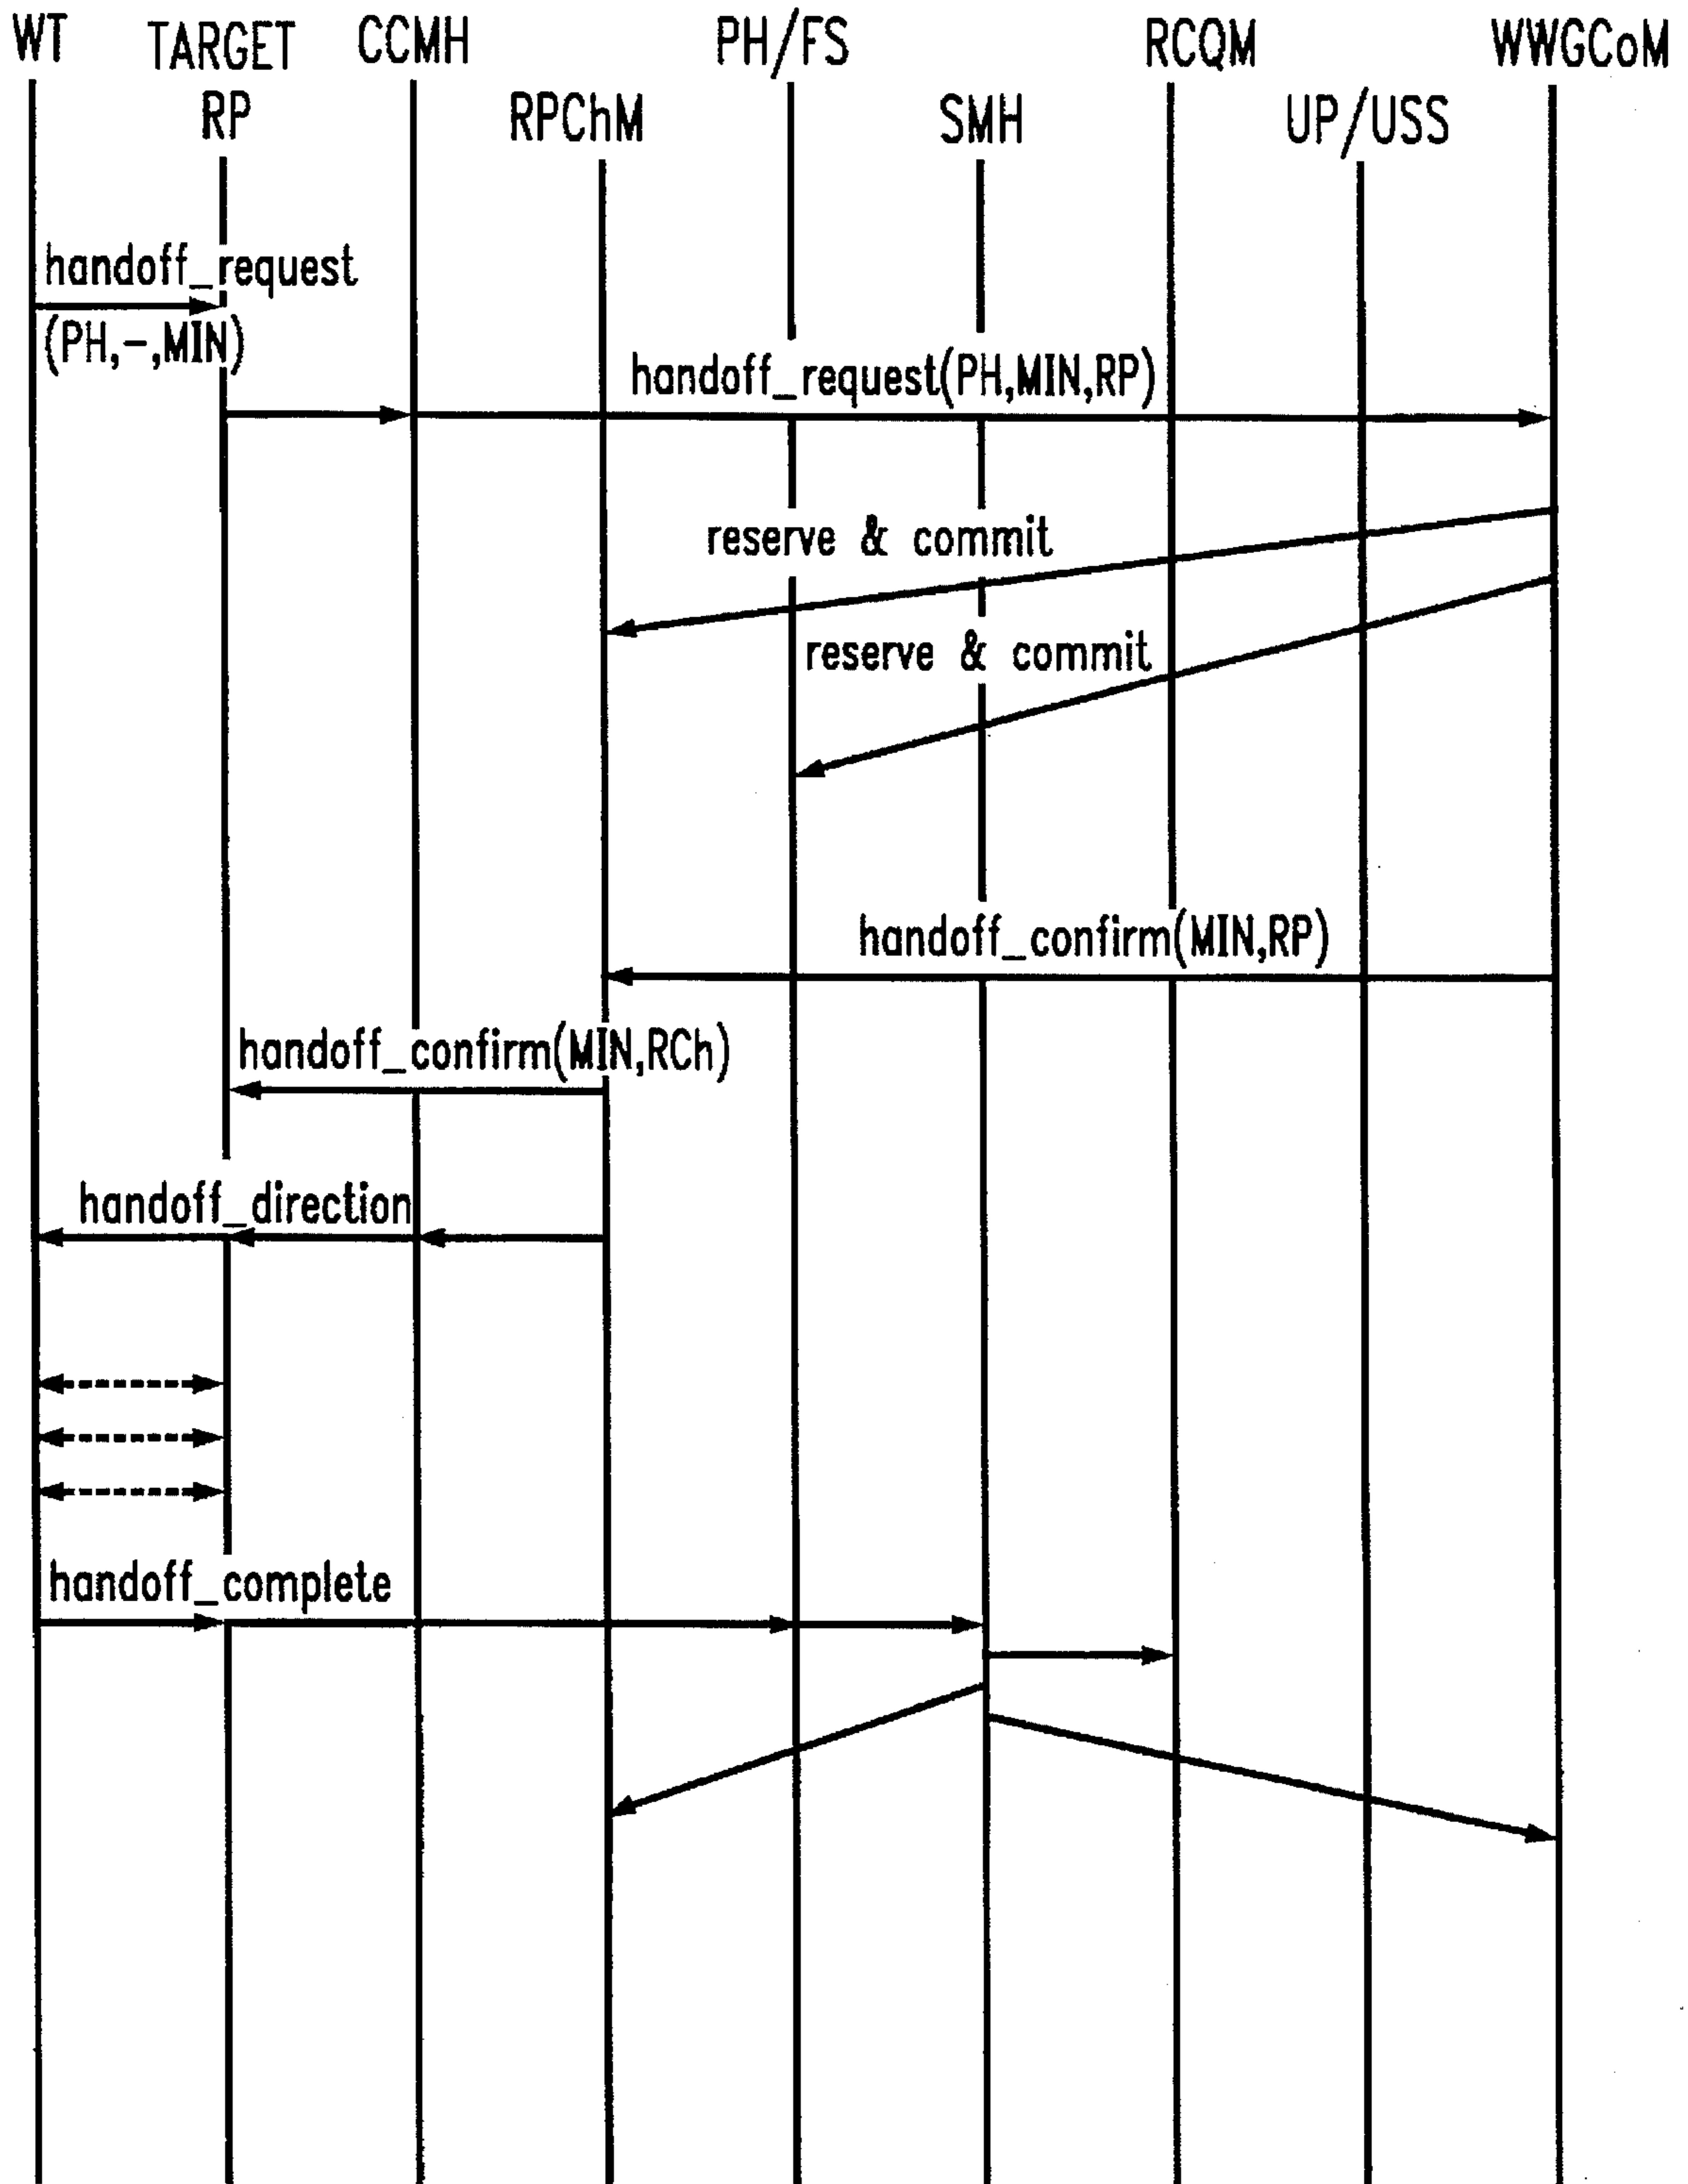 WT
TARGET
RP
CCMH
RPChM
PH/FS
SMH
RCQM
UP/USS
WWGCoM
handoff_request
(PH,-,MIN)
handoff_request(PH,MIN,RP)
reserve & commit
reserve & commit
handoff_confirm(MIN,RP)
handoff_confirm(MIN,RCh)
handoff_direction
handoff_complete